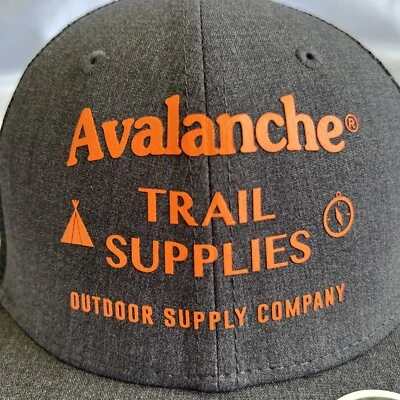 Avalanche®
TRAIL
SUPPLIES
OUTDOOR SUPPLY COMPANY